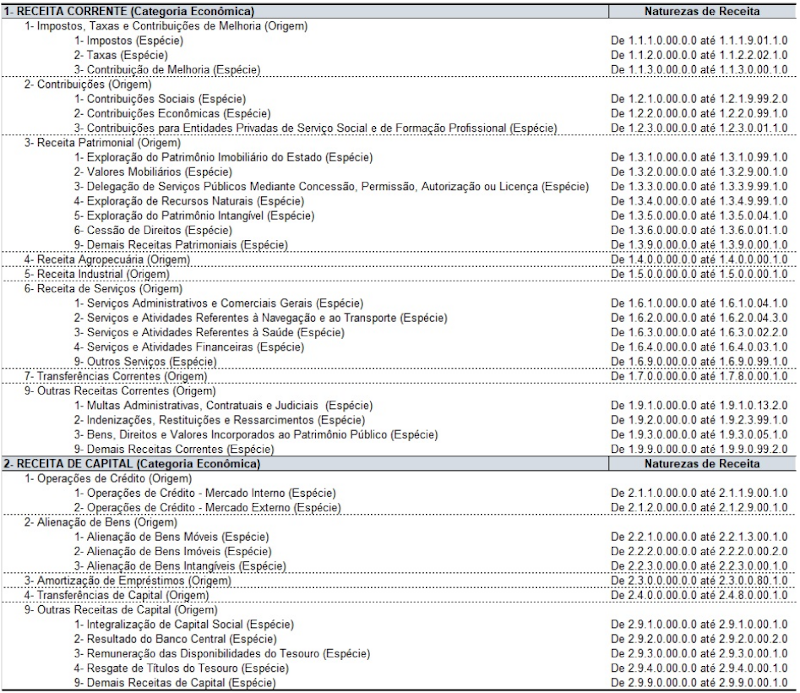 1- RECEITA CORRENTE (Categoria Econômica) Naturezas de Receita
1- Impostos, Taxas e Contribuições de Melhoria (Origem)
1- Impostos (Espécie) De 1.1.1.0.00.0.0 até 1.1.1.9.01.1.0
2- Taxas (Espécie) De 1.1.2.0.00.0.0 até 1.1.2.2.02.1.0
3- Contribuição de Melhoria (Espécie) De 1.1.3.0.00.0.0 até 1.1.3.0.00.1.0
2- Contribuições (Origem)
1- Contribuições Sociais (Espécie) De 1.2.1.0.00.0.0 até 1.2.1.9.99.2.0
2- Contribuições Econômicas (Espécie) De 1.2.2.0.00.0.0 até 1.2.2.0.99.1.0
3- Contribuições para Entidades Privadas de Serviço Social e de Formação Profissional (Espécie) De 1.2.3.0.00.0.0 até 1.2.3.0.01.1.0
3- Receita Patrimonial (Origem)
1- Exploração do Patrimônio Imobiliário do Estado (Espécie) De 1.3.1.0.00.0.0 até 1.3.1.0.99.1.0
2- Valores Mobiliários (Espécie) De 1.3.2.0.00.0.0 até 1.3.2.9.00.1.0
3- Delegação de Serviços Públicos Mediante Concessão, Permissão, Autorização ou Licença (Espécie) De 1.3.3.0.00.0.0 até 1.3.3.9.99.1.0
4- Exploração de Recursos Naturais (Espécie) De 1.3.4.0.00.0.0 até 1.3.4.9.99.1.0
5- Exploração do Patrimônio Intangível (Espécie) De 1.3.5.0.00.0.0 até 1.3.5.0.04.1.0
6- Cessão de Direitos (Espécie) De 1.3.6.0.00.0.0 até 1.3.6.0.01.1.0
9- Demais Receitas Patrimoniais (Espécie) De 1.3.9.0.00.0.0 até 1.3.9.0.00.1.0
4- Receita Agropecuária (Origem) De 1.4.0.0.00.0.0 até 1.4.0.0.00.1.0
5- Receita Industrial (Origem) De 1.5.0.0.00.0.0 até 1.5.0.0.00.1.0
6- Receita de Serviços (Origem)
1- Serviços Administrativos e Comerciais Gerais (Espécie) De 1.6.1.0.00.0.0 até 1.6.1.0.04.1.0
2- Serviços e Atividades Referentes à Navegação e ao Transporte (Espécie) De 1.6.2.0.00.0.0 até 1.6.2.0.04.3.0
3- Serviços e Atividades Referentes à Saúde (Espécie) De 1.6.3.0.00.0.0 até 1.6.3.0.02.2.0
4- Serviços e Atividades Financeiras (Espécie) De 1.6.4.0.00.0.0 até 1.6.4.0.03.1.0
9- Outros Serviços (Espécie) De 1.6.9.0.00.0.0 até 1.6.9.0.99.1.0
7- Transferências Correntes (Origem) De 1.7.0.0.00.0.0 até 1.7.8.0.00.1.0
9- Outras Receitas Correntes (Origem)
1- Multas Administrativas, Contratuais e Judiciais (Espécie) De 1.9.1.0.00.0.0 até 1.9.1.0.13.2.0
2- Indenizações, Restituições e Ressarcimentos (Espécie) De 1.9.2.0.00.0.0 até 1.9.2.3.99.1.0
3- Bens, Direitos e Valores Incorporados ao Patrimônio Público (Espécie) De 1.9.3.0.00.0.0 até 1.9.3.0.05.1.0
9- Demais Receitas Correntes (Espécie) De 1.9.9.0.00.0.0 até 1.9.9.0.99.2.0
2- RECEITA DE CAPITAL (Categoria Econômica) Naturezas de Receita
1- Operações de Crédito (Origem)
1- Operações de Crédito - Mercado Interno (Espécie) De 2.1.1.0.00.0.0 até 2.1.1.9.00.1.0
2- Operações de Crédito - Mercado Externo (Espécie) De 2.1.2.0.00.0.0 até 2.1.2.9.00.1.0
2- Alienação de Bens (Origem)
1- Alienação de Bens Móveis (Espécie) De 2.2.1.0.00.0.0 até 2.2.1.3.00.1.0
2- Alienação de Bens Imóveis (Espécie) De 2.2.2.0.00.0.0 até 2.2.2.0.00.2.0
3- Alienação de Bens Intangíveis (Espécie) De 2.2.3.0.00.0.0 até 2.2.3.0.00.1.0
3- Amortização de Empréstimos (Origem) De 2.3.0.0.00.0.0 até 2.3.0.0.80.1.0
4- Transferências de Capital (Origem) De 2.4.0.0.00.0.0 até 2.4.8.0.00.1.0
9- Outras Receitas de Capital (Origem)
1- Integralização de Capital Social (Espécie) De 2.9.1.0.00.0.0 até 2.9.1.0.00.1.0
2- Resultado do Banco Central (Espécie) De 2.9.2.0.00.0.0 até 2.9.2.0.00.2.0
3- Remuneração das Disponibilidades do Tesouro (Espécie) De 2.9.3.0.00.0.0 até 2.9.3.0.00.1.0
4- Resgate de Títulos do Tesouro (Espécie) De 2.9.4.0.00.0.0 até 2.9.4.0.00.1.0
9- Demais Receitas de Capital (Espécie) De 2.9.9.0.00.0.0 até 2.9.9.0.00.1.0